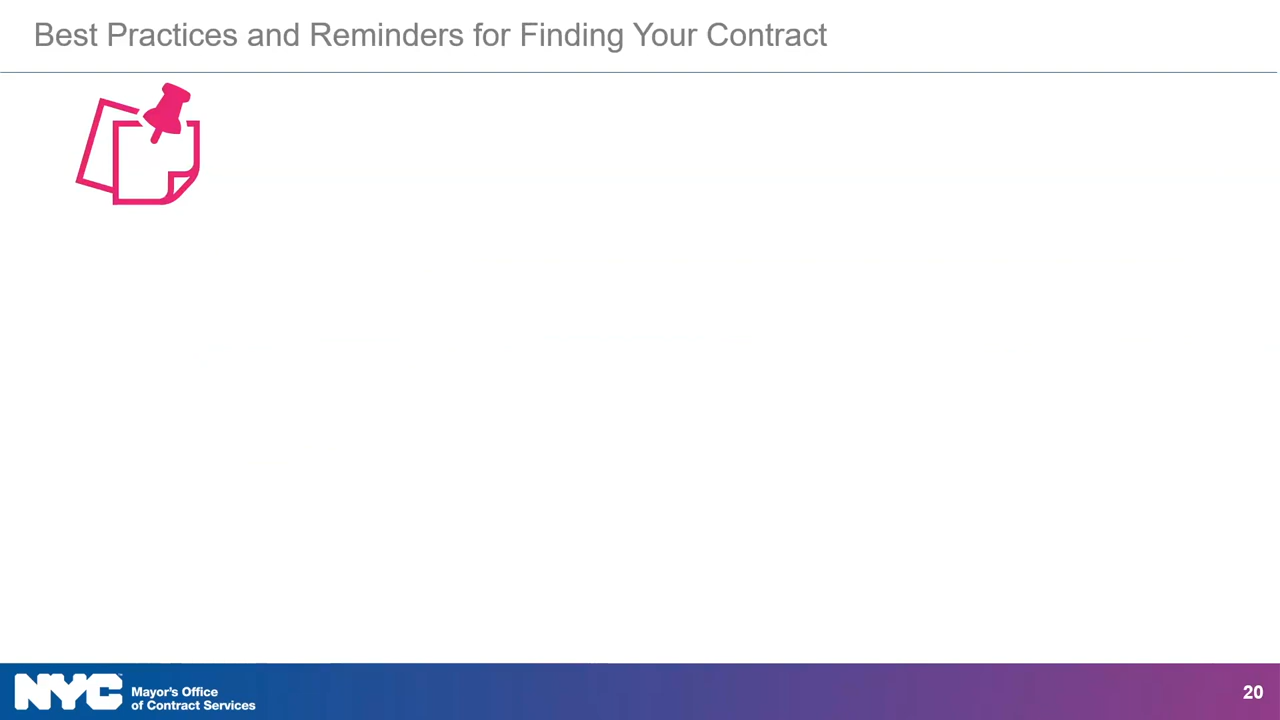 Best Practices and Reminders for Finding Your Contract
NYC
Mayor's Office
of Contract Services
20